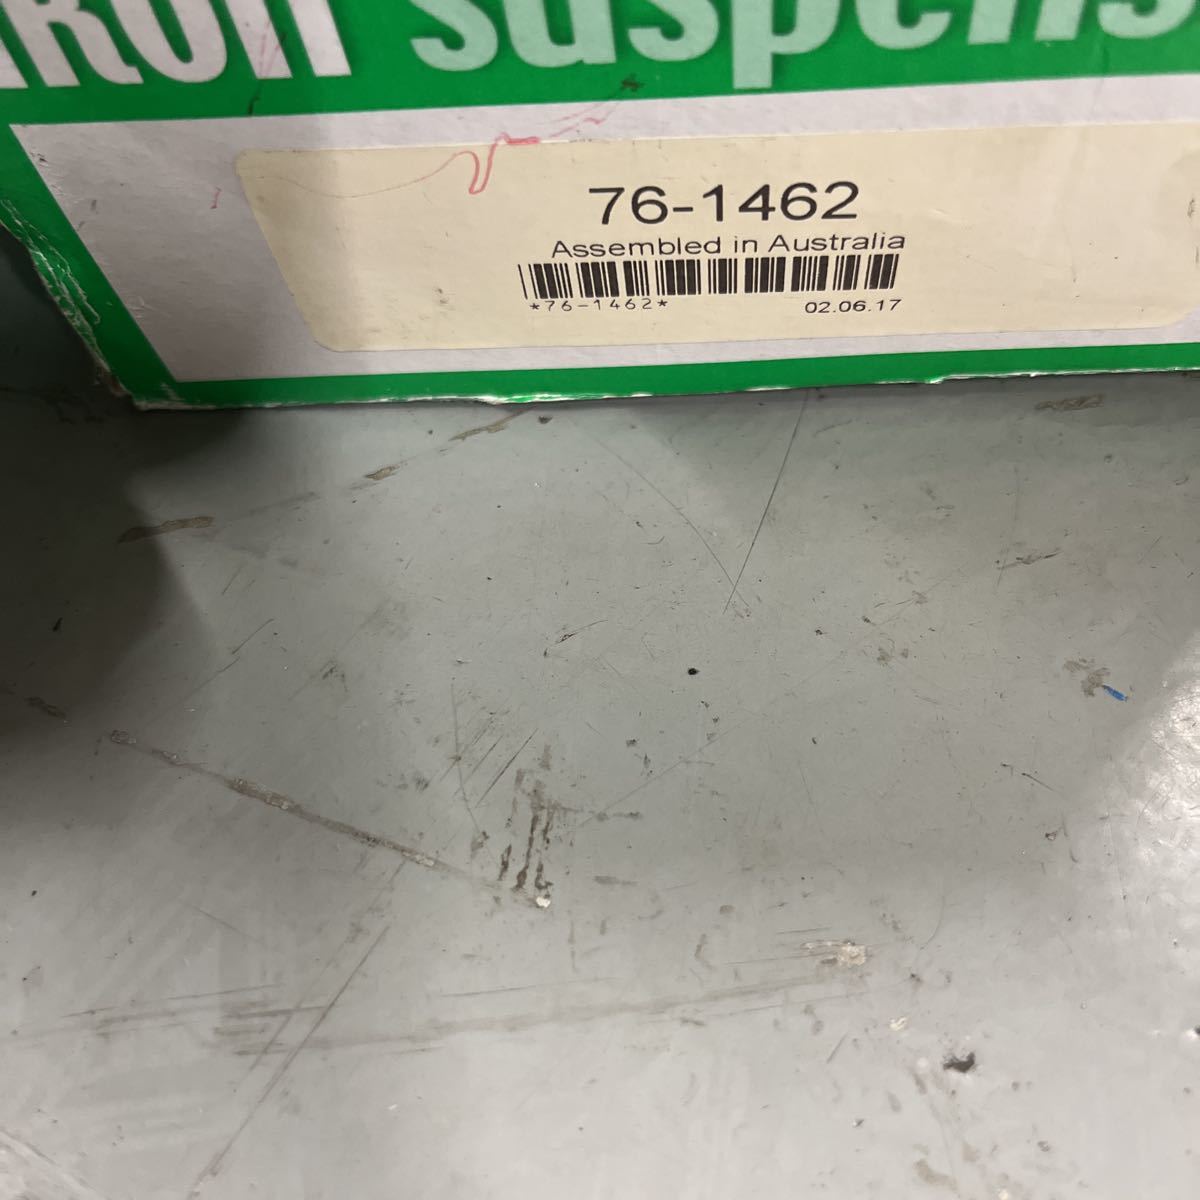 76-1462
Assembled in Australia
*76-1462* 02.06.17